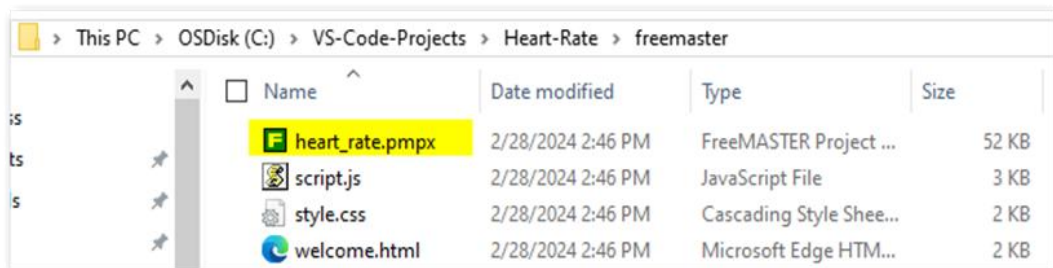 This PC > OSDisk (C:) > VS-Code-Projects > Heart-Rate > freemaster
Name Date modified Type Size
ss
heart_rate.pmpx 2/28/2024 2:46 PM FreeMASTER Project ... 52 KB
ts
script.js 2/28/2024 2:46 PM JavaScript File 3 KB
s
style.css 2/28/2024 2:46 PM Cascading Style Shee... 2 KB
welcome.html 2/28/2024 2:46 PM Microsoft Edge HTM... 2 KB